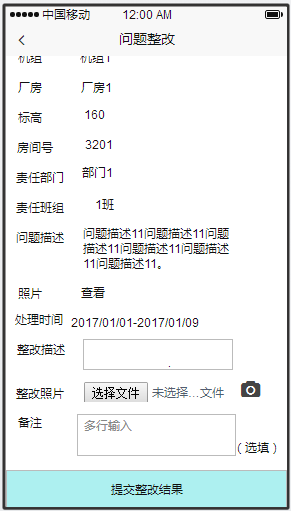 中国移动 12:00 AM
问题整改
机组 机组1
厂房 厂房1
标高 160
房间号 3201
责任部门 部门1
责任班组 1班
问题描述 问题描述11问题描述11问题
描述11问题描述11问题描述
11问题描述11。
照片 查看
处理时间 2017/01/01-2017/01/09
整改描述 .
整改照片 选择文件 未选择...文件
备注 多行输入
(选填)
提交整改结果